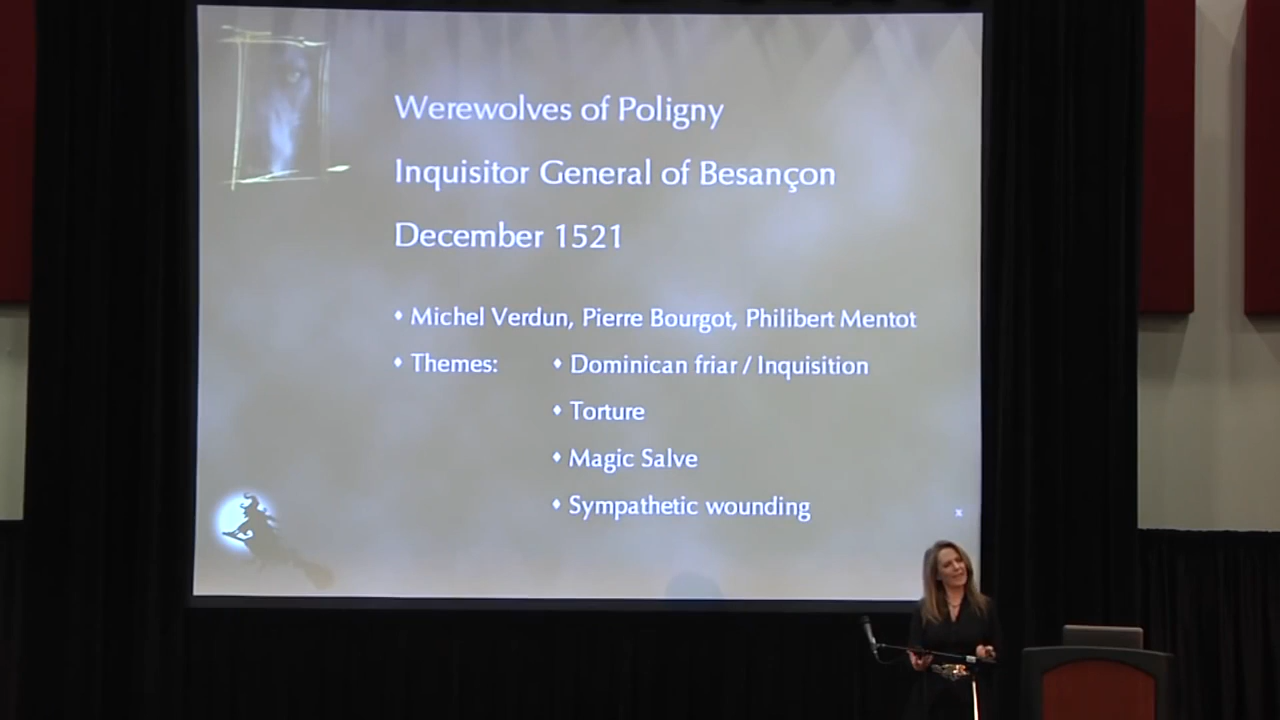 Werewolves of Poligny
Inquisitor General of Besançon
December 1521
• Michel Verdun, Pierre Bourgot, Philibert Mentot
• Themes: • Dominican friar / Inquisition
• Torture
• Magic Salve
• Sympathetic wounding
x